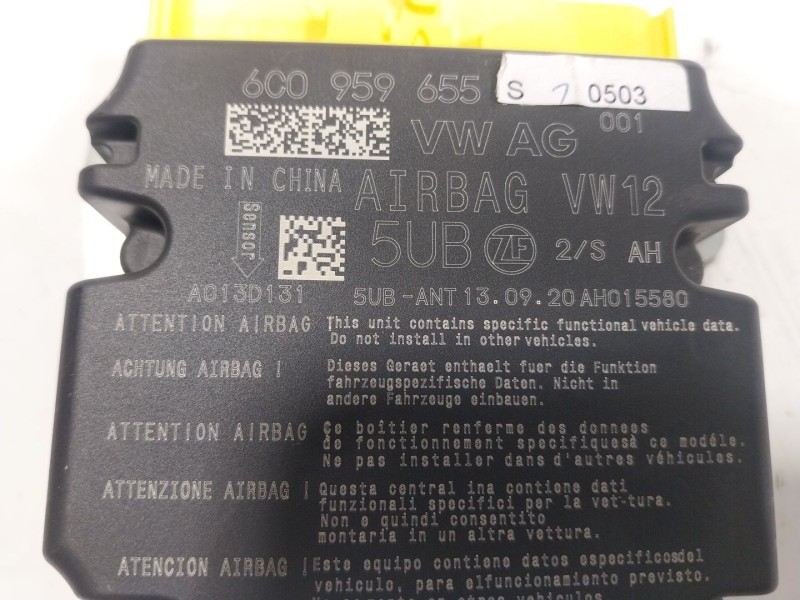 6C0 959 655 S 1 0503
001
VW AG
MADE IN CHINA AIRBAG VW12
Sensor
5UB ZF 2/S AH
A013D131 5UB-ANT 13.09.20 AH015580
ATTENTION AIRBAG This unit contains specific functional vehicle data.
Do not install in other vehicles.
ACHTUNG AIRBAG ! Dieses Geraet enthaelt fuer die Funktion
fahrzeugspezifische Daten. Nicht in
andere Fahrzeuge einbauen.
ATTENTION AIRBAG Ce boitier renferme des donnees
de fonctionnement specifiquesà ce modéle.
Ne pas installer dans d'autres véhicules.
ATTENZIONE AIRBAG ! Questa central ina contiene dati
funzionali specifici per la vet-tura.
Non e quindi consentito
montaria in un altra vettura.
ATENCION AIRBAG ! Este equipo contiene datos especificosdel
vehículo, para elfuncionamiento previsto.